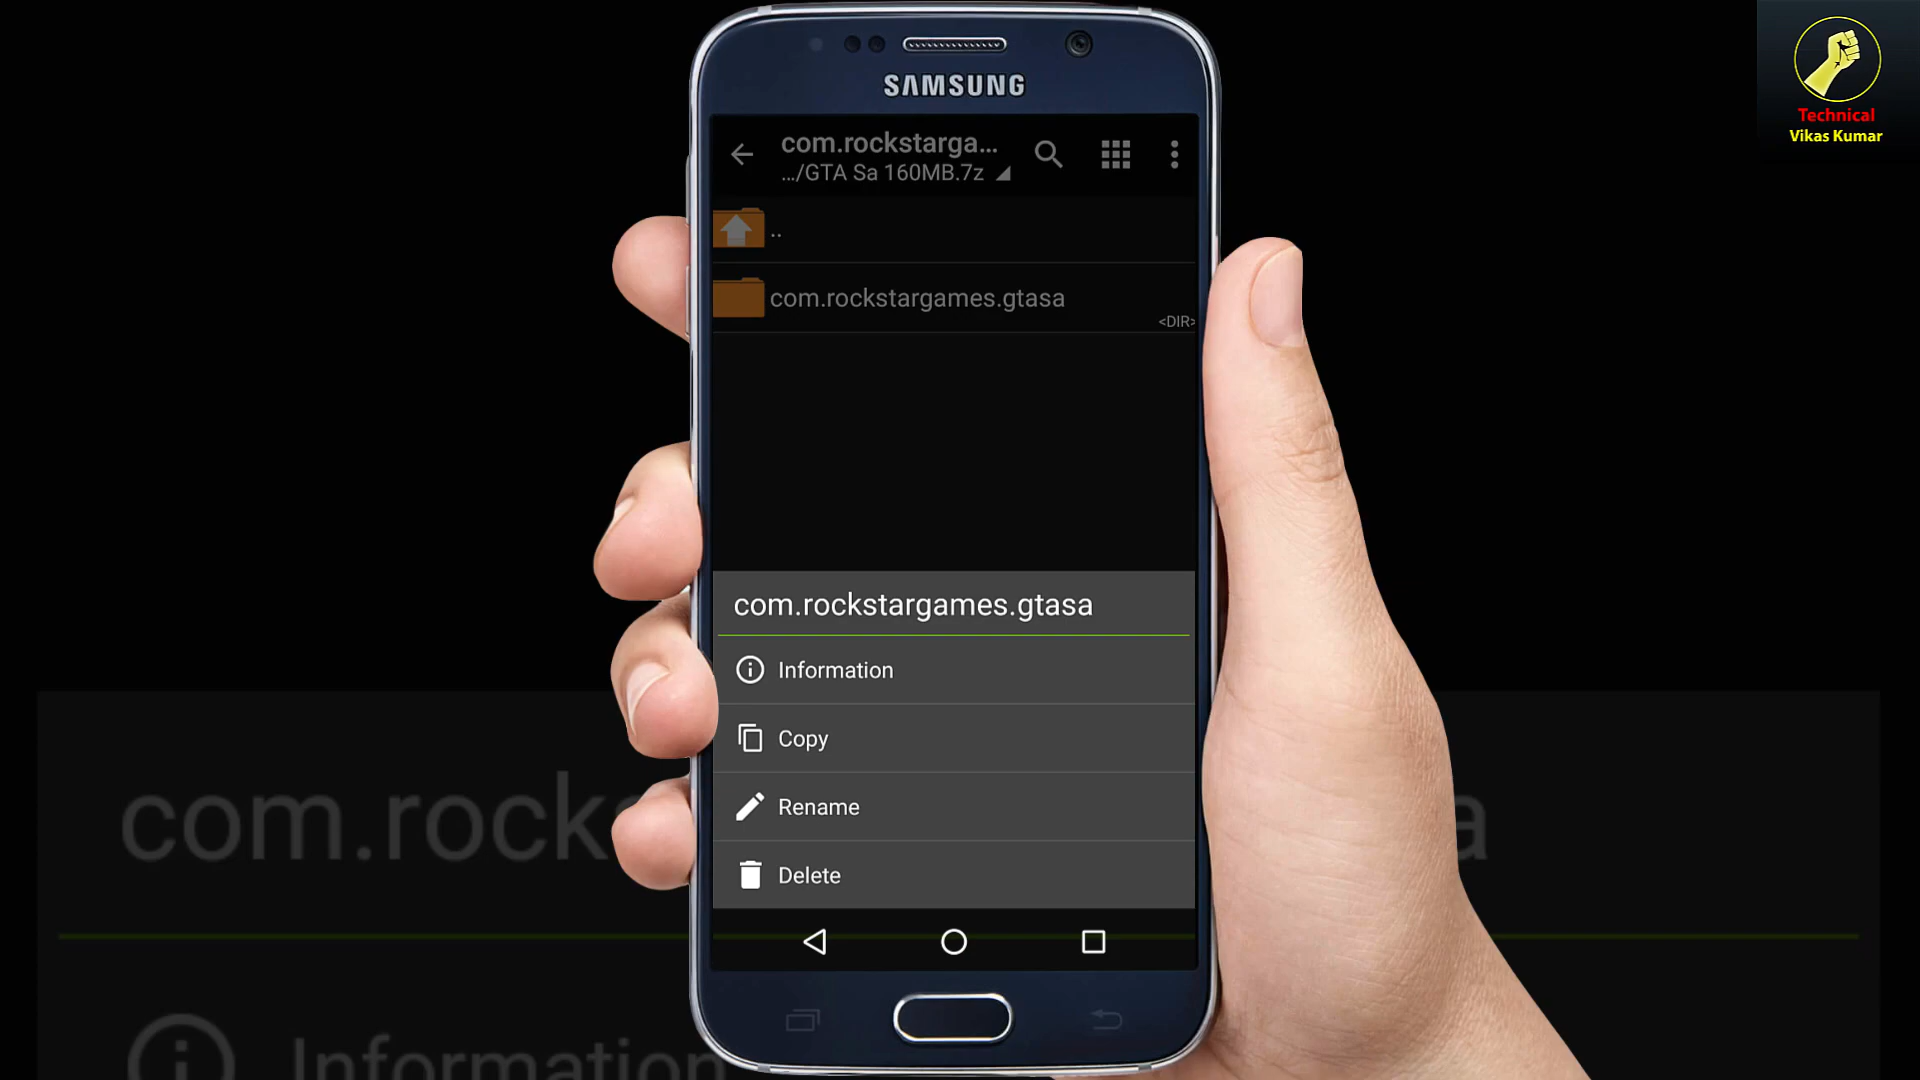 SAMSUNG
com.rockstarga...
.../GTA Sa 160MB.7z
..
com.rockstargames.gtasa
<DIR>
com.rockstargames.gtasa
Information
Copy
Rename
Delete
Technical
Vikas Kumar
com.rock
a
Information